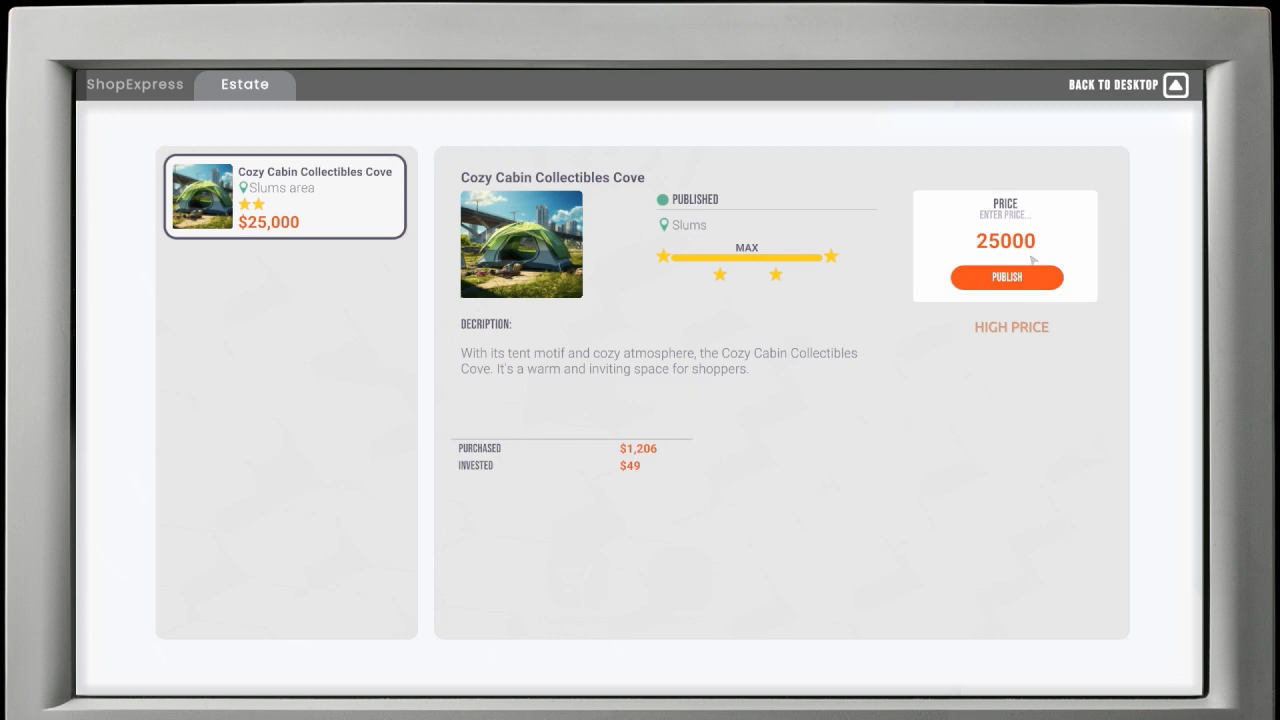 ShopExpress
Estate
BACK TO DESKTOP
Cozy Cabin Collectibles Cove
Slums area
$25,000
Cozy Cabin Collectibles Cove
PUBLISHED
Slums
MAX
PRICE
ENTER PRICE...
25000
PUBLISH
HIGH PRICE
DECRIPTION:
With its tent motif and cozy atmosphere, the Cozy Cabin Collectibles
Cove. It's a warm and inviting space for shoppers.
PURCHASED $1,206
INVESTED $49